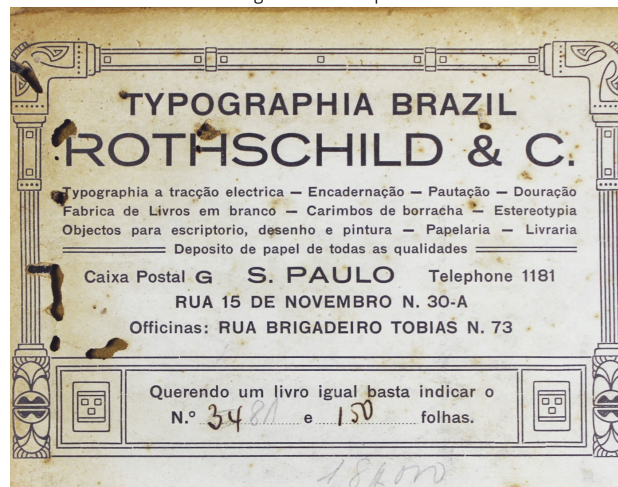 TYPOGRAPHIA BRAZIL
ROTHSCHILD & C.
Typographia a tracção electrica — Encadernação — Pautação — Douração
Fabrica de Livros em branco — Carimbos de borracha — Estereotypia
Objectos para escriptorio, desenho e pintura — Papelaria — Livraria
Deposito de papel de todas as qualidades
Caixa Postal G S. PAULO Telephone 1181
RUA 15 DE NOVEMBRO N. 30-A
Officinas: RUA BRIGADEIRO TOBIAS N. 73
Querendo um livro igual basta indicar o
N.º 3480 e 150 folhas.